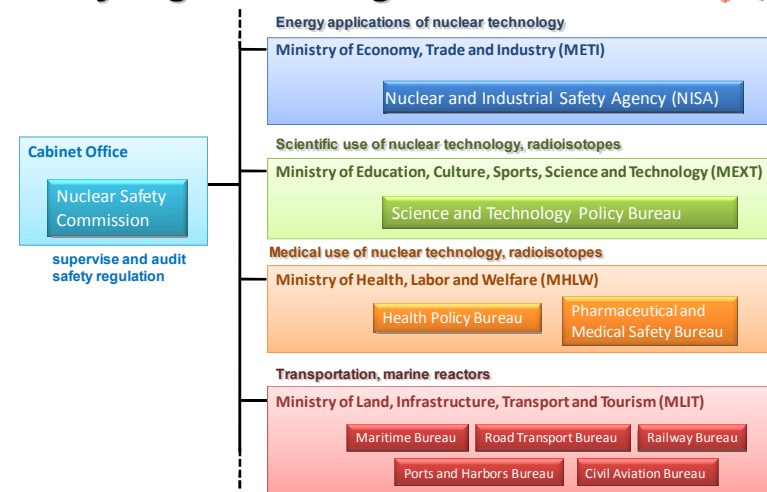 Energy applications of nuclear technology
Ministry of Economy, Trade and Industry (METI)
Nuclear and Industrial Safety Agency (NISA)
Cabinet Office
Nuclear Safety
Commission
supervise and audit
safety regulation
Scientific use of nuclear technology, radioisotopes
Ministry of Education, Culture, Sports, Science and Technology (MEXT)
Science and Technology Policy Bureau
Medical use of nuclear technology, radioisotopes
Ministry of Health, Labor and Welfare (MHLW)
Health Policy Bureau
Pharmaceutical and
Medical Safety Bureau
Transportation, marine reactors
Ministry of Land, Infrastructure, Transport and Tourism (MLIT)
Maritime Bureau
Road Transport Bureau
Railway Bureau
Ports and Harbors Bureau
Civil Aviation Bureau